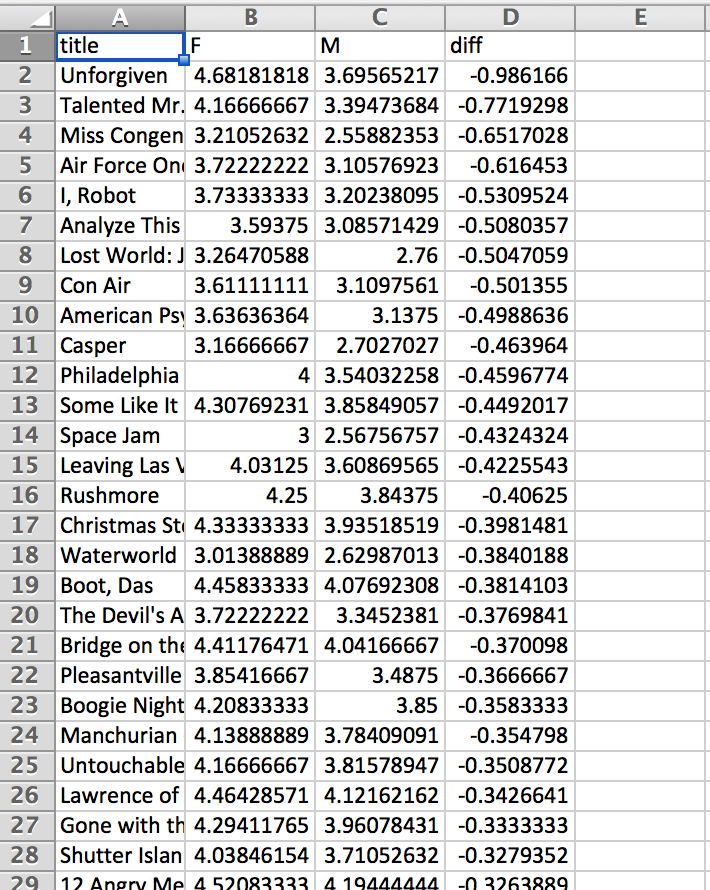 A B C D E
1 title F M diff
2 Unforgiven 4.68181818 3.69565217 -0.986166
3 Talented Mr. 4.16666667 3.39473684 -0.7719298
4 Miss Congen 3.21052632 2.55882353 -0.6517028
5 Air Force On 3.72222222 3.10576923 -0.616453
6 I, Robot 3.73333333 3.20238095 -0.5309524
7 Analyze This 3.59375 3.08571429 -0.5080357
8 Lost World: J 3.26470588 2.76 -0.5047059
9 Con Air 3.61111111 3.1097561 -0.501355
10 American Psy 3.63636364 3.1375 -0.4988636
11 Casper 3.16666667 2.7027027 -0.463964
12 Philadelphia 4 3.54032258 -0.4596774
13 Some Like It 4.30769231 3.85849057 -0.4492017
14 Space Jam 3 2.56756757 -0.4324324
15 Leaving Las V 4.03125 3.60869565 -0.4225543
16 Rushmore 4.25 3.84375 -0.40625
17 Christmas Sto 4.33333333 3.93518519 -0.3981481
18 Waterworld 3.01388889 2.62987013 -0.3840188
19 Boot, Das 4.45833333 4.07692308 -0.3814103
20 The Devil's A 3.72222222 3.3452381 -0.3769841
21 Bridge on the 4.41176471 4.04166667 -0.370098
22 Pleasantville 3.85416667 3.4875 -0.3666667
23 Boogie Night 4.20833333 3.85 -0.3583333
24 Manchurian 4.13888889 3.78409091 -0.354798
25 Untouchable 4.16666667 3.81578947 -0.3508772
26 Lawrence of 4.46428571 4.12162162 -0.3426641
27 Gone with th 4.29411765 3.96078431 -0.3333333
28 Shutter Islan 4.03846154 3.71052632 -0.3279352
29 12 Angry Me 4.52083333 4.19444444 -0.3263889